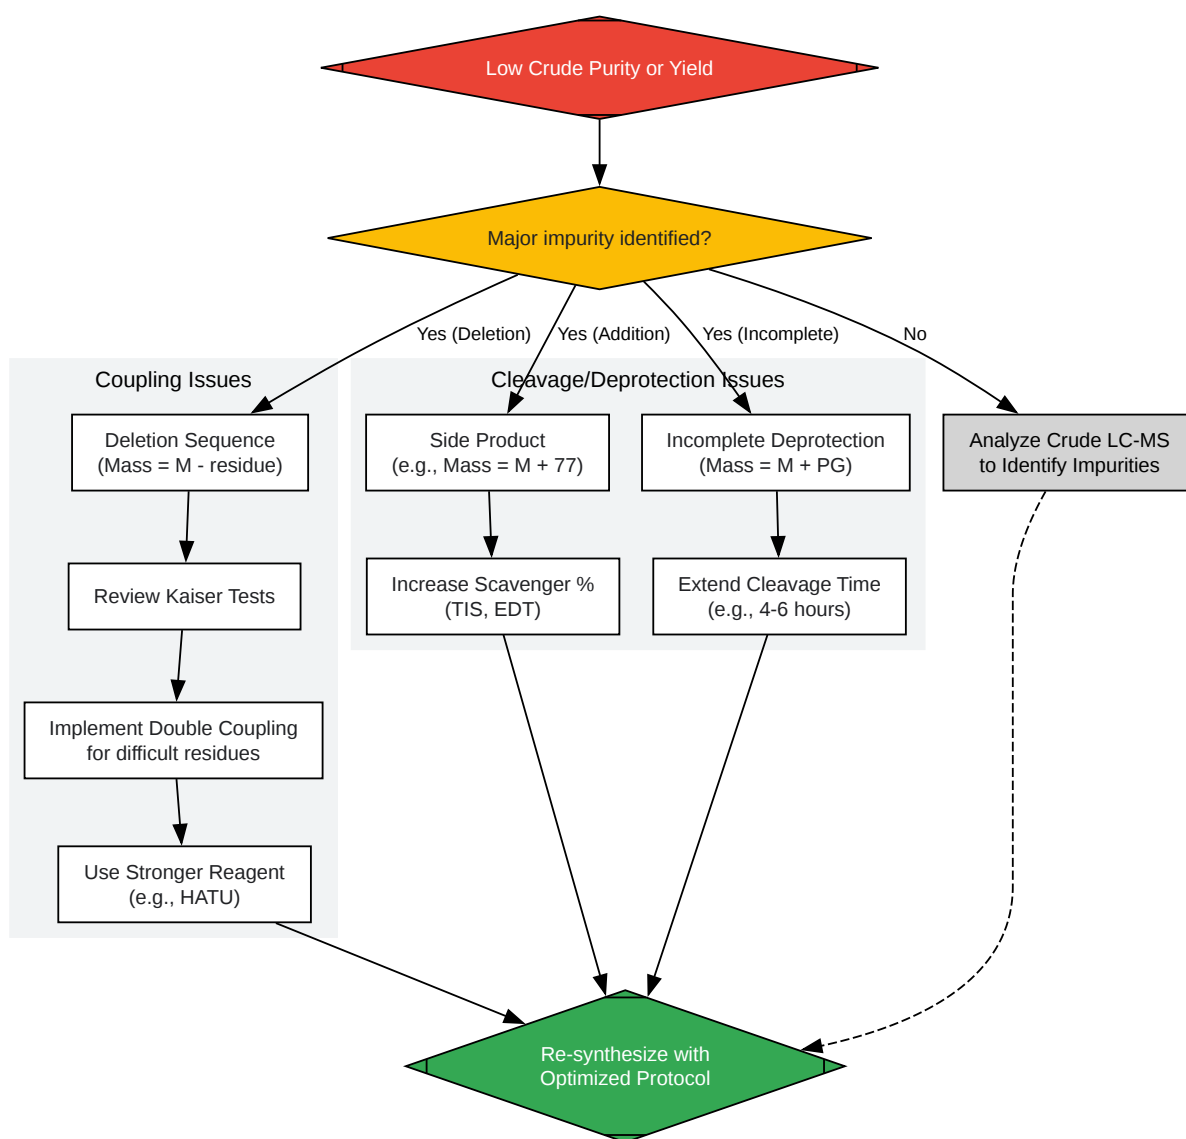 Low Crude Purity or Yield
Major impurity identified?
Yes (Deletion)
Yes (Addition)
Yes (Incomplete)
No
Coupling Issues
Cleavage/Deprotection Issues
Deletion Sequence
(Mass = M - residue)
Side Product
(e.g., Mass = M + 77)
Incomplete Deprotection
(Mass = M + PG)
Analyze Crude LC-MS
to Identify Impurities
Review Kaiser Tests
Increase Scavenger %
(TIS, EDT)
Extend Cleavage Time
(e.g., 4-6 hours)
Implement Double Coupling
for difficult residues
Use Stronger Reagent
(e.g., HATU)
Re-synthesize with
Optimized Protocol